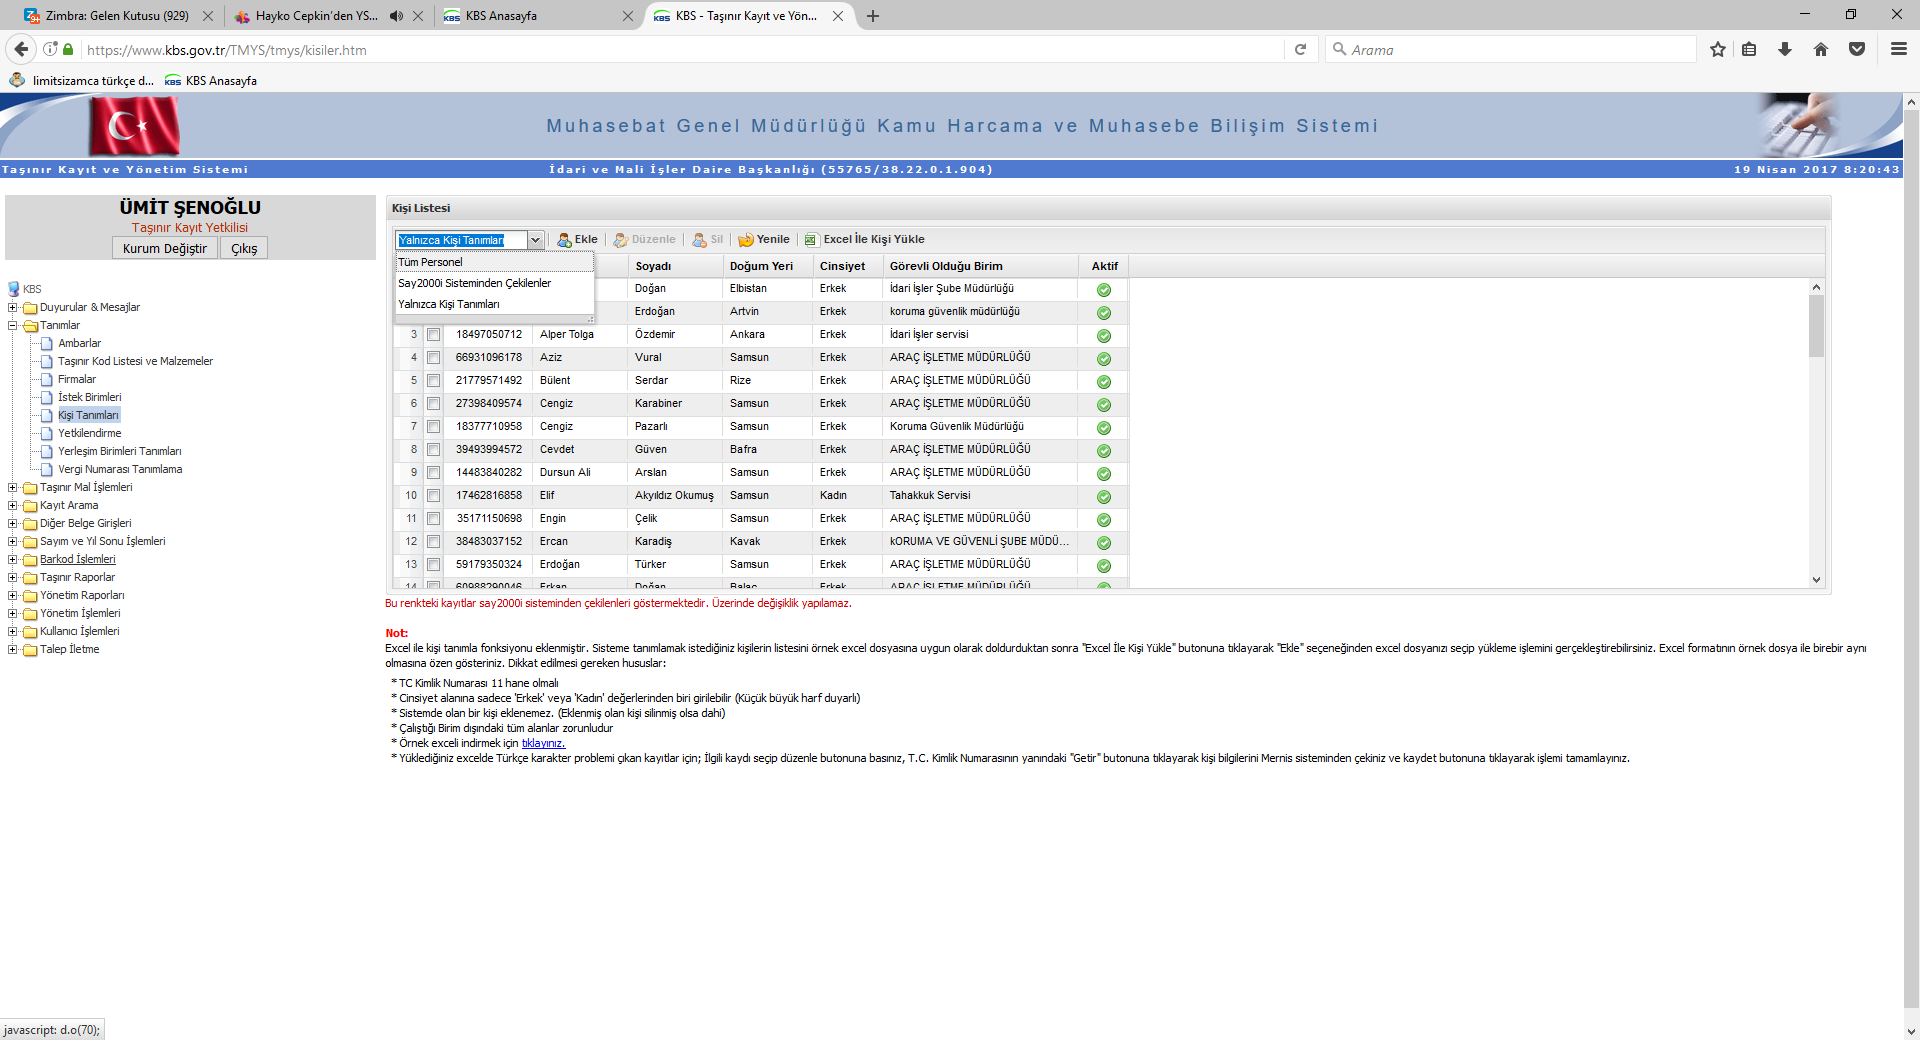 Zimbra: Gelen Kutusu (929)
Hayko Cepkin'den YS...
KBS Anasayfa
KBS - Taşınır Kayıt ve Yön...
https://www.kbs.gov.tr/TMYS/tmys/kisiler.htm
Arama
limitsizamca türkçe d...
KBS Anasayfa
Muhasebat Genel Müdürlüğü Kamu Harcama ve Muhasebe Bilişim Sistemi
Taşınır Kayıt ve Yönetim Sistemi
İdari ve Mali İşler Daire Başkanlığı (55765/38.22.0.1.904)
19 Nisan 2017 8:20:43
ÜMİT ŞENOĞLU
Taşınır Kayıt Yetkilisi
Kurum Değiştir
Çıkış
KBS
Duyurular & Mesajlar
Tanımlar
Ambarlar
Taşınır Kod Listesi ve Malzemeler
Firmalar
İstek Birimleri
Kişi Tanımları
Yetkilendirme
Yerleşim Birimleri Tanımları
Vergi Numarası Tanımlama
Taşınır Mal İşlemleri
Kayıt Arama
Diğer Belge Girişleri
Sayım ve Yıl Sonu İşlemleri
Barkod İşlemleri
Taşınır Raporlar
Yönetim Raporları
Yönetim İşlemleri
Kullanıcı İşlemleri
Talep İletme
Kişi Listesi
Yalnızca Kişi Tanımları Ekle Düzenle Sil Yenile Excel İle Kişi Yükle
Tüm Personel
Say2000i Sisteminden Çekilenler
Yalnızca Kişi Tanımları
Soyadı Doğum Yeri Cinsiyet Görevli Olduğu Birim Aktif
Doğan Elbistan Erkek İdari İşler Şube Müdürlüğü
Erdoğan Artvin Erkek koruma güvenlik müdürlüğü
3 18497050712 Alper Tolga Özdemir Ankara Erkek İdari İşler servisi
4 66931096178 Aziz Vural Samsun Erkek ARAÇ İŞLETME MÜDÜRLÜĞÜ
5 21779571492 Bülent Serdar Rize Erkek ARAÇ İŞLETME MÜDÜRLÜĞÜ
6 27398409574 Cengiz Karabiner Samsun Erkek ARAÇ İŞLETME MÜDÜRLÜĞÜ
7 18377710958 Cengiz Pazarlı Samsun Erkek Koruma Güvenlik Müdürlüğü
8 39493994572 Cevdet Güven Bafra Erkek ARAÇ İŞLETME MÜDÜRLÜĞÜ
9 14483840282 Dursun Ali Arslan Samsun Erkek ARAÇ İŞLETME MÜDÜRLÜĞÜ
10 17462816858 Elif Akyıldız Okumuş Samsun Kadın Tahakkuk Servisi
11 35171150698 Engin Çelik Samsun Erkek ARAÇ İŞLETME MÜDÜRLÜĞÜ
12 38483037152 Ercan Karadiş Kavak Erkek kORUMA VE GÜVENLİ ŞUBE MÜDÜ...
13 59179350324 Erdoğan Türker Samsun Erkek ARAÇ İŞLETME MÜDÜRLÜĞÜ
14 60988290046 Erkan Doğan Balaç Erkek ARAÇ İŞLETME MÜDÜRLÜĞÜ
Bu renkteki kayıtlar say2000i sisteminden çekilenleri göstermektedir. Üzerinde değişiklik yapılamaz.
Not:
Excel ile kişi tanımla fonksiyonu eklenmiştir. Sisteme tanımlamak istediğiniz kişilerin listesini örnek excel dosyasına uygun olarak doldurduktan sonra "Excel İle Kişi Yükle" butonuna tıklayarak "Ekle" seçeneğinden excel dosyanızı seçip yükleme işlemini gerçekleştirebilirsiniz. Excel formatının örnek dosya ile birebir aynı
olmasına özen gösteriniz. Dikkat edilmesi gereken hususlar:
* TC Kimlik Numarası 11 hane olmalı
* Cinsiyet alanına sadece 'Erkek' veya 'Kadın' değerlerinden biri girilebilir (Küçük büyük harf duyarlı)
* Sistemde olan bir kişi eklenemez. (Eklenmiş olan kişi silinmiş olsa dahi)
* Çalıştığı Birim dışındaki tüm alanlar zorunludur
* Örnek exceli indirmek için tıklayınız.
* Yüklediğiniz excelde Türkçe karakter problemi çıkan kayıtlar için; İlgili kaydı seçip düzenle butonuna basınız, T.C. Kimlik Numarasının yanındaki "Getir" butonuna tıklayarak kişi bilgilerini Mernis sisteminden çekiniz ve kaydet butonuna tıklayarak işlemi tamamlayınız.
javascript: d.o(70);